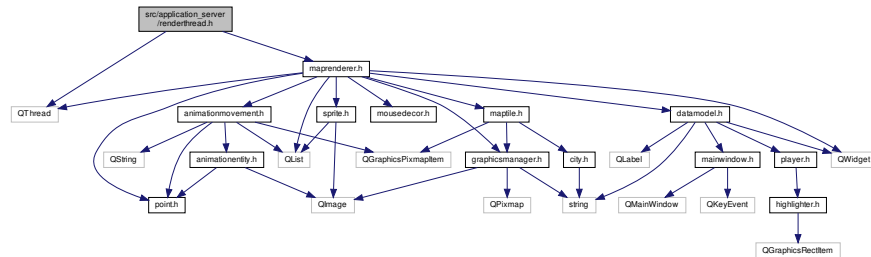 src/application_server
/renderthread.h
maprenderer.h
QThread
animationmovement.h
sprite.h
mousedecor.h
maptile.h
datamodel.h
QString
animationentity.h
QList
QGraphicsPixmapItem
graphicsmanager.h
city.h
QLabel
mainwindow.h
player.h
QWidget
point.h
QImage
QPixmap
string
QMainWindow
QKeyEvent
highlighter.h
QGraphicsRectItem